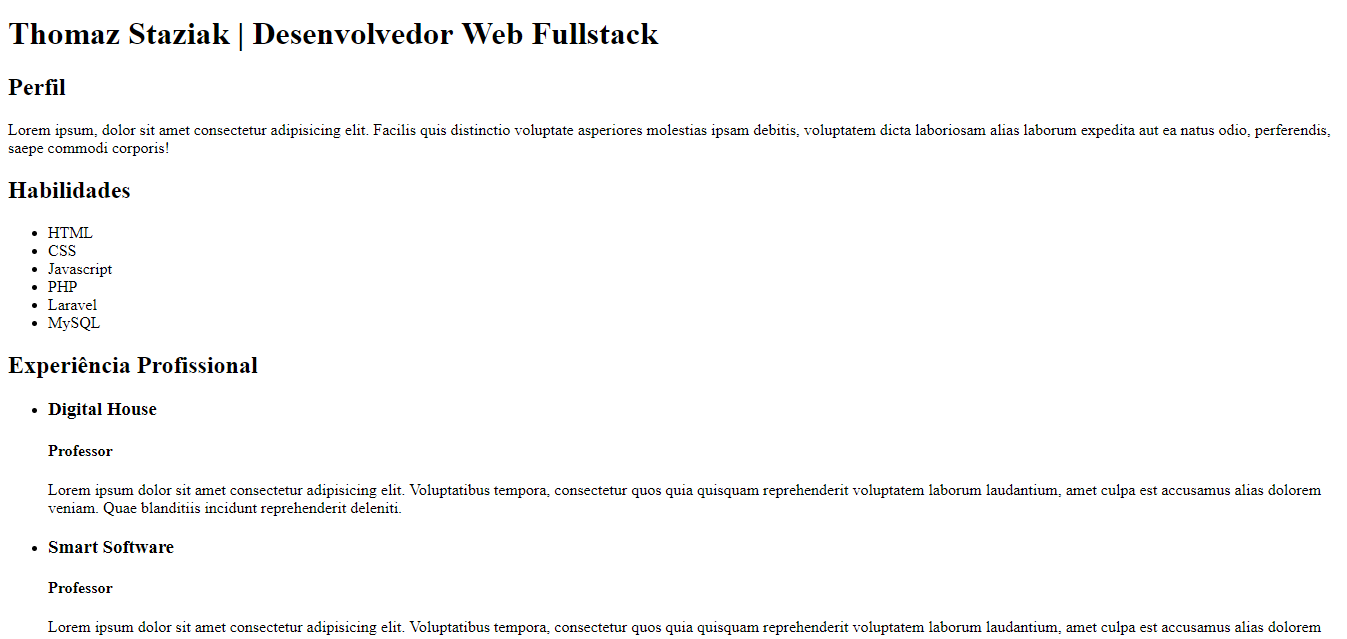 Thomaz Staziak | Desenvolvedor Web Fullstack
Perfil
Lorem ipsum, dolor sit amet consectetur adipisicing elit. Facilis quis distinctio voluptate asperiores molestias ipsam debitis, voluptatem dicta laboriosam alias laborum expedita aut ea natus odio, perferendis,
saepe commodi corporis!
Habilidades
• HTML
• CSS
• Javascript
• PHP
• Laravel
• MySQL
Experiência Profissional
• Digital House
Professor
Lorem ipsum dolor sit amet consectetur adipisicing elit. Voluptatibus tempora, consectetur quos quia quisquam reprehenderit voluptatem laborum laudantium, amet culpa est accusamus alias dolorem
veniam. Quae blanditiis incidunt reprehenderit deleniti.
• Smart Software
Professor
Lorem ipsum dolor sit amet consectetur adipisicing elit. Voluptatibus tempora, consectetur quos quia quisquam reprehenderit voluptatem laborum laudantium, amet culpa est accusamus alias dolorem